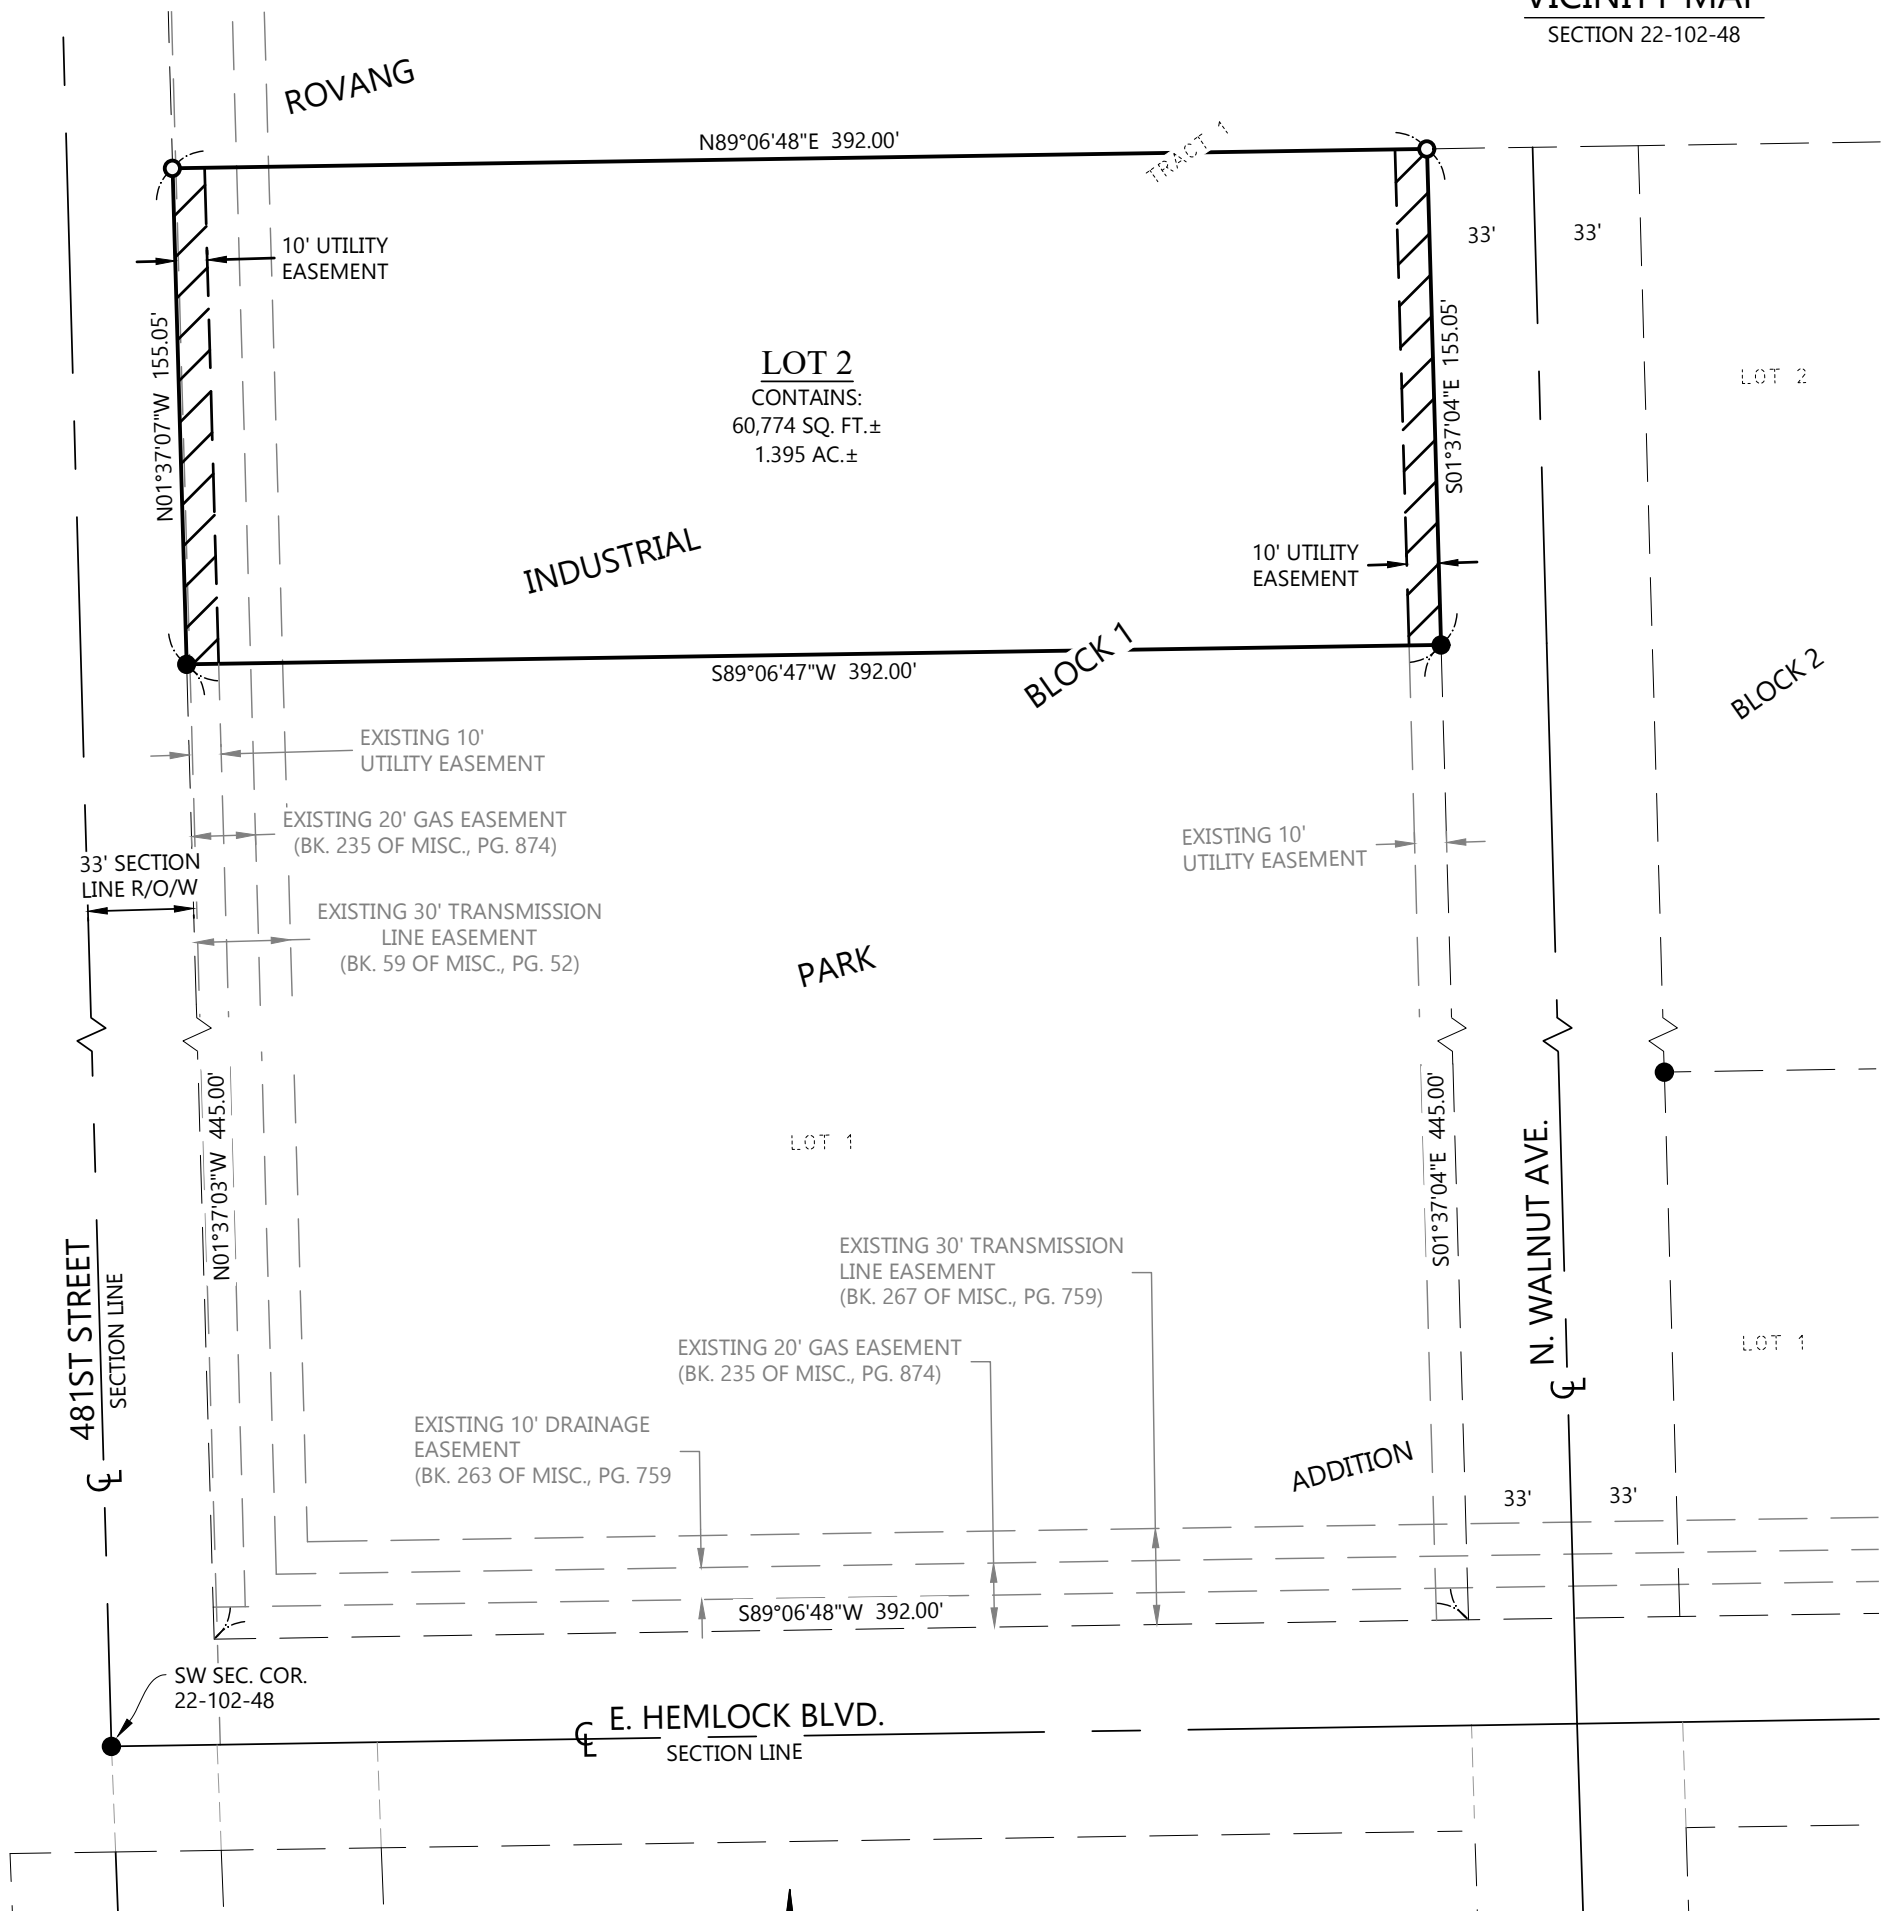 VICINITY MAP
SECTION 22-102-48
ROVANG
N89°06'48"E 392.00'
TRACT 1
10' UTILITY
EASEMENT
33'
33'
N01°37'07"W 155.05'
S01°37'04"E 155.05'
LOT 2
CONTAINS:
60,774 SQ. FT.±
1.395 AC.±
LOT 2
INDUSTRIAL
10' UTILITY
EASEMENT
BLOCK 1
S89°06'47"W 392.00'
BLOCK 2
EXISTING 10'
UTILITY EASEMENT
EXISTING 20' GAS EASEMENT
(BK. 235 OF MISC., PG. 874)
EXISTING 10'
UTILITY EASEMENT
33' SECTION
LINE R/O/W
EXISTING 30' TRANSMISSION
LINE EASEMENT
(BK. 59 OF MISC., PG. 52)
PARK
N01°37'03"W 445.00'
S01°37'04"E 445.00'
LOT 1
N. WALNUT AVE.
CL
481ST STREET
SECTION LINE
CL
EXISTING 30' TRANSMISSION
LINE EASEMENT
(BK. 267 OF MISC., PG. 759)
EXISTING 20' GAS EASEMENT
(BK. 235 OF MISC., PG. 874)
LOT 1
EXISTING 10' DRAINAGE
EASEMENT
(BK. 263 OF MISC., PG. 759
ADDITION
33'
33'
S89°06'48"W 392.00'
SW SEC. COR.
22-102-48
CL E. HEMLOCK BLVD.
SECTION LINE